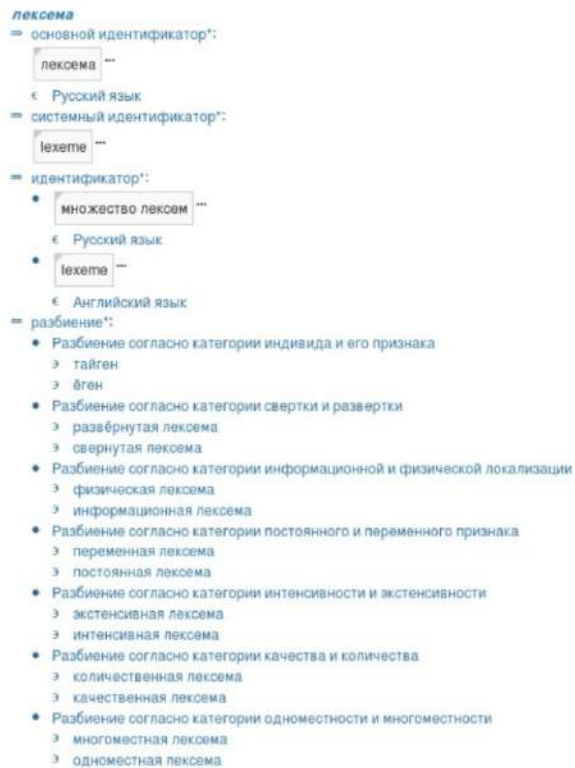 лексема
= основной идентификатор*:
лексема ...
є Русский язык
= системный идентификатор*:
lexeme ...
= идентификатор*:
• множество лексем ...
є Русский язык
• lexeme ...
є Английский язык
= разбиение*:
• Разбиение согласно категории индивида и его признака
э тайген
э ёген
• Разбиение согласно категории свертки и развертки
э развёрнутая лексема
э свернутая лексема
• Разбиение согласно категории информационной и физической локализации
э физическая лексема
э информационная лексема
• Разбиение согласно категории постоянного и переменного признака
э переменная лексема
э постоянная лексема
• Разбиение согласно категории интенсивности и экстенсивности
э экстенсивная лексема
э интенсивная лексема
• Разбиение согласно категории качества и количества
э количественная лексема
э качественная лексема
• Разбиение согласно категории одноместности и многоместности
э многоместная лексема
э одноместная лексема